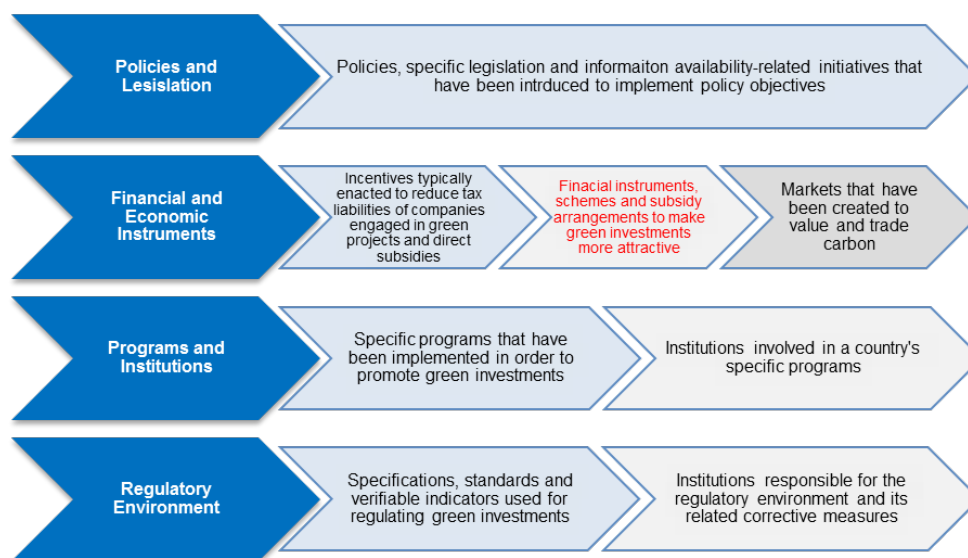 Policies and
Lesislation
Policies, specific legislation and informaiton availability-related initiatives that
have been intrduced to implement policy objectives
Financial and
Economic
Instruments
Incentives typically
enacted to reduce tax
liabilities of companies
engaged in green
projects and direct
subsidies
Finacial instruments,
schemes and subsidy
arrangements to make
green investments
more attractive
Markets that have
been created to
value and trade
carbon
Programs and
Institutions
Specific programs that have
been implemented in order to
promote green investments
Institutions involved in a country's
specific programs
Regulatory
Environment
Specifications, standards and
verifiable indicators used for
regulating green investments
Institutions responsible for the
regulatory environment and its
related corrective measures